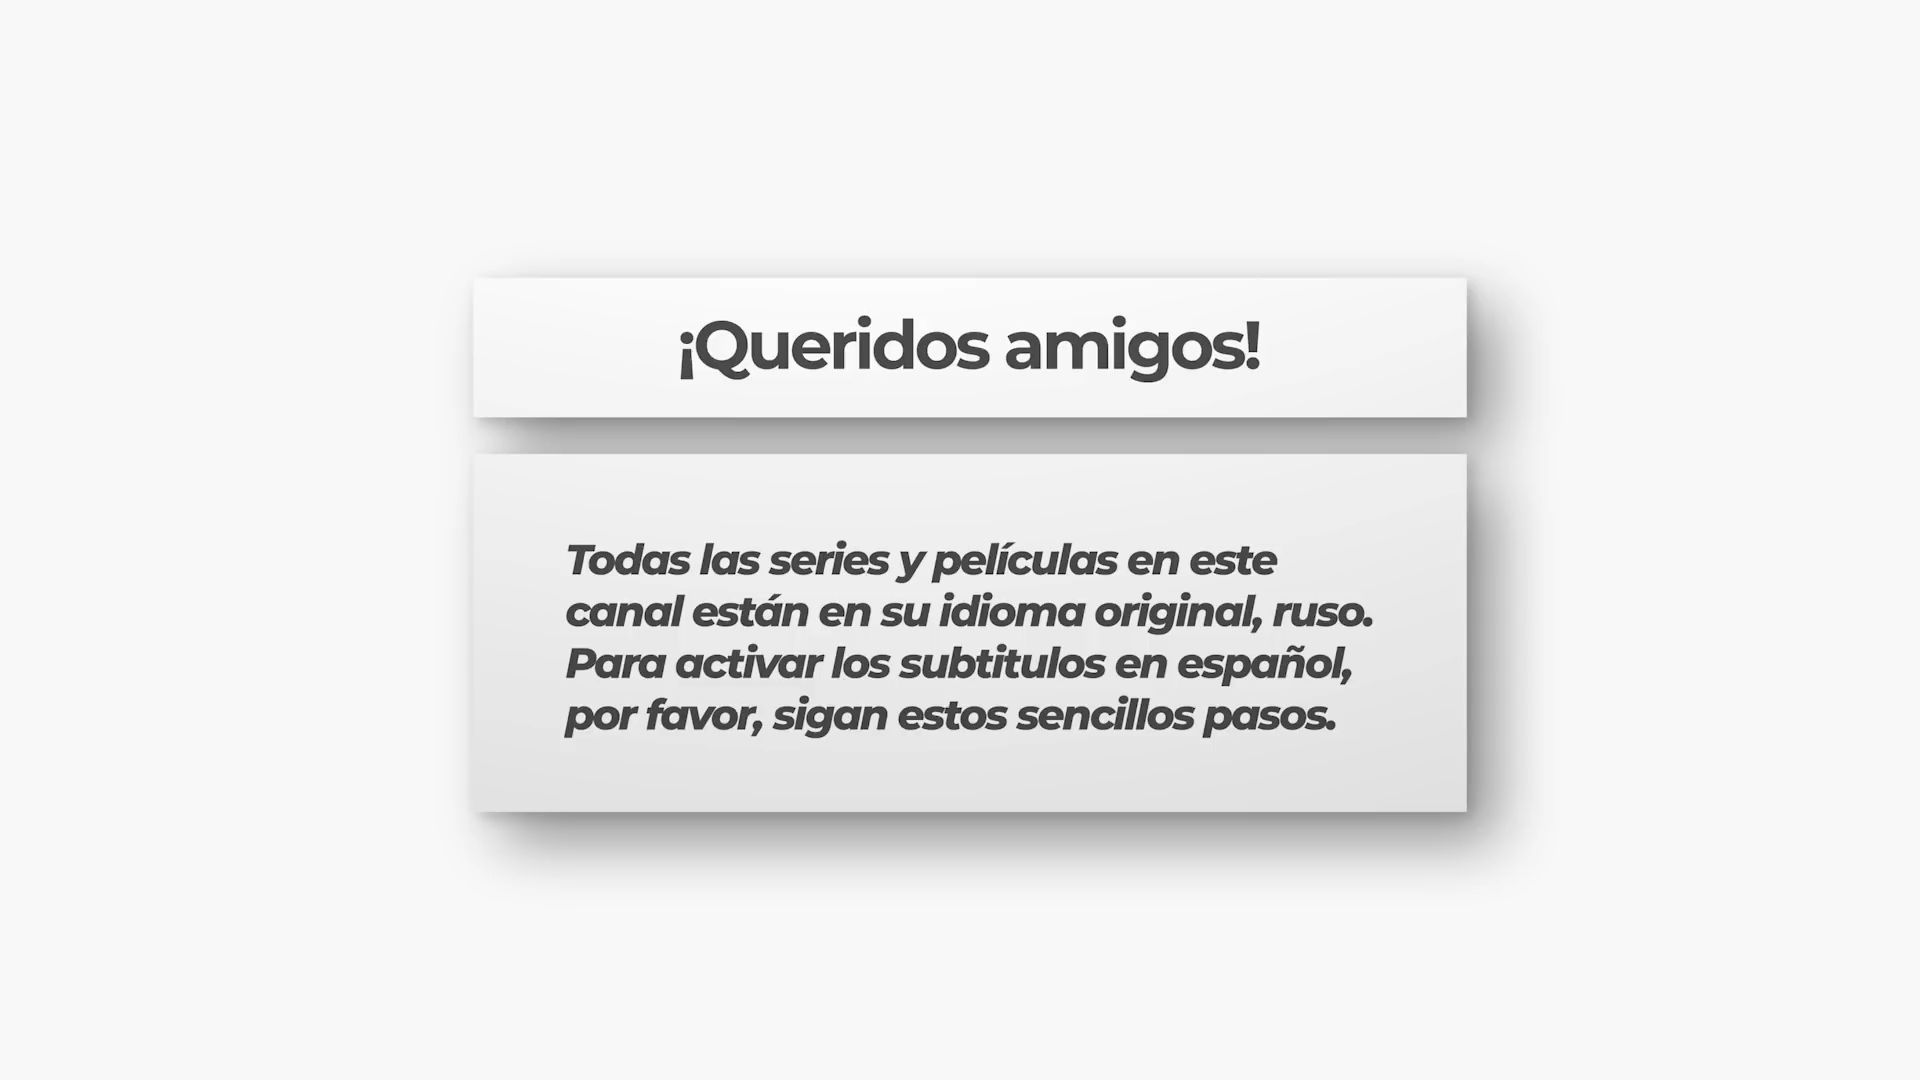 ¡Queridos amigos!
Todas las series y películas en este
canal están en su idioma original, ruso.
Para activar los subtitulos en español,
por favor, sigan estos sencillos pasos.